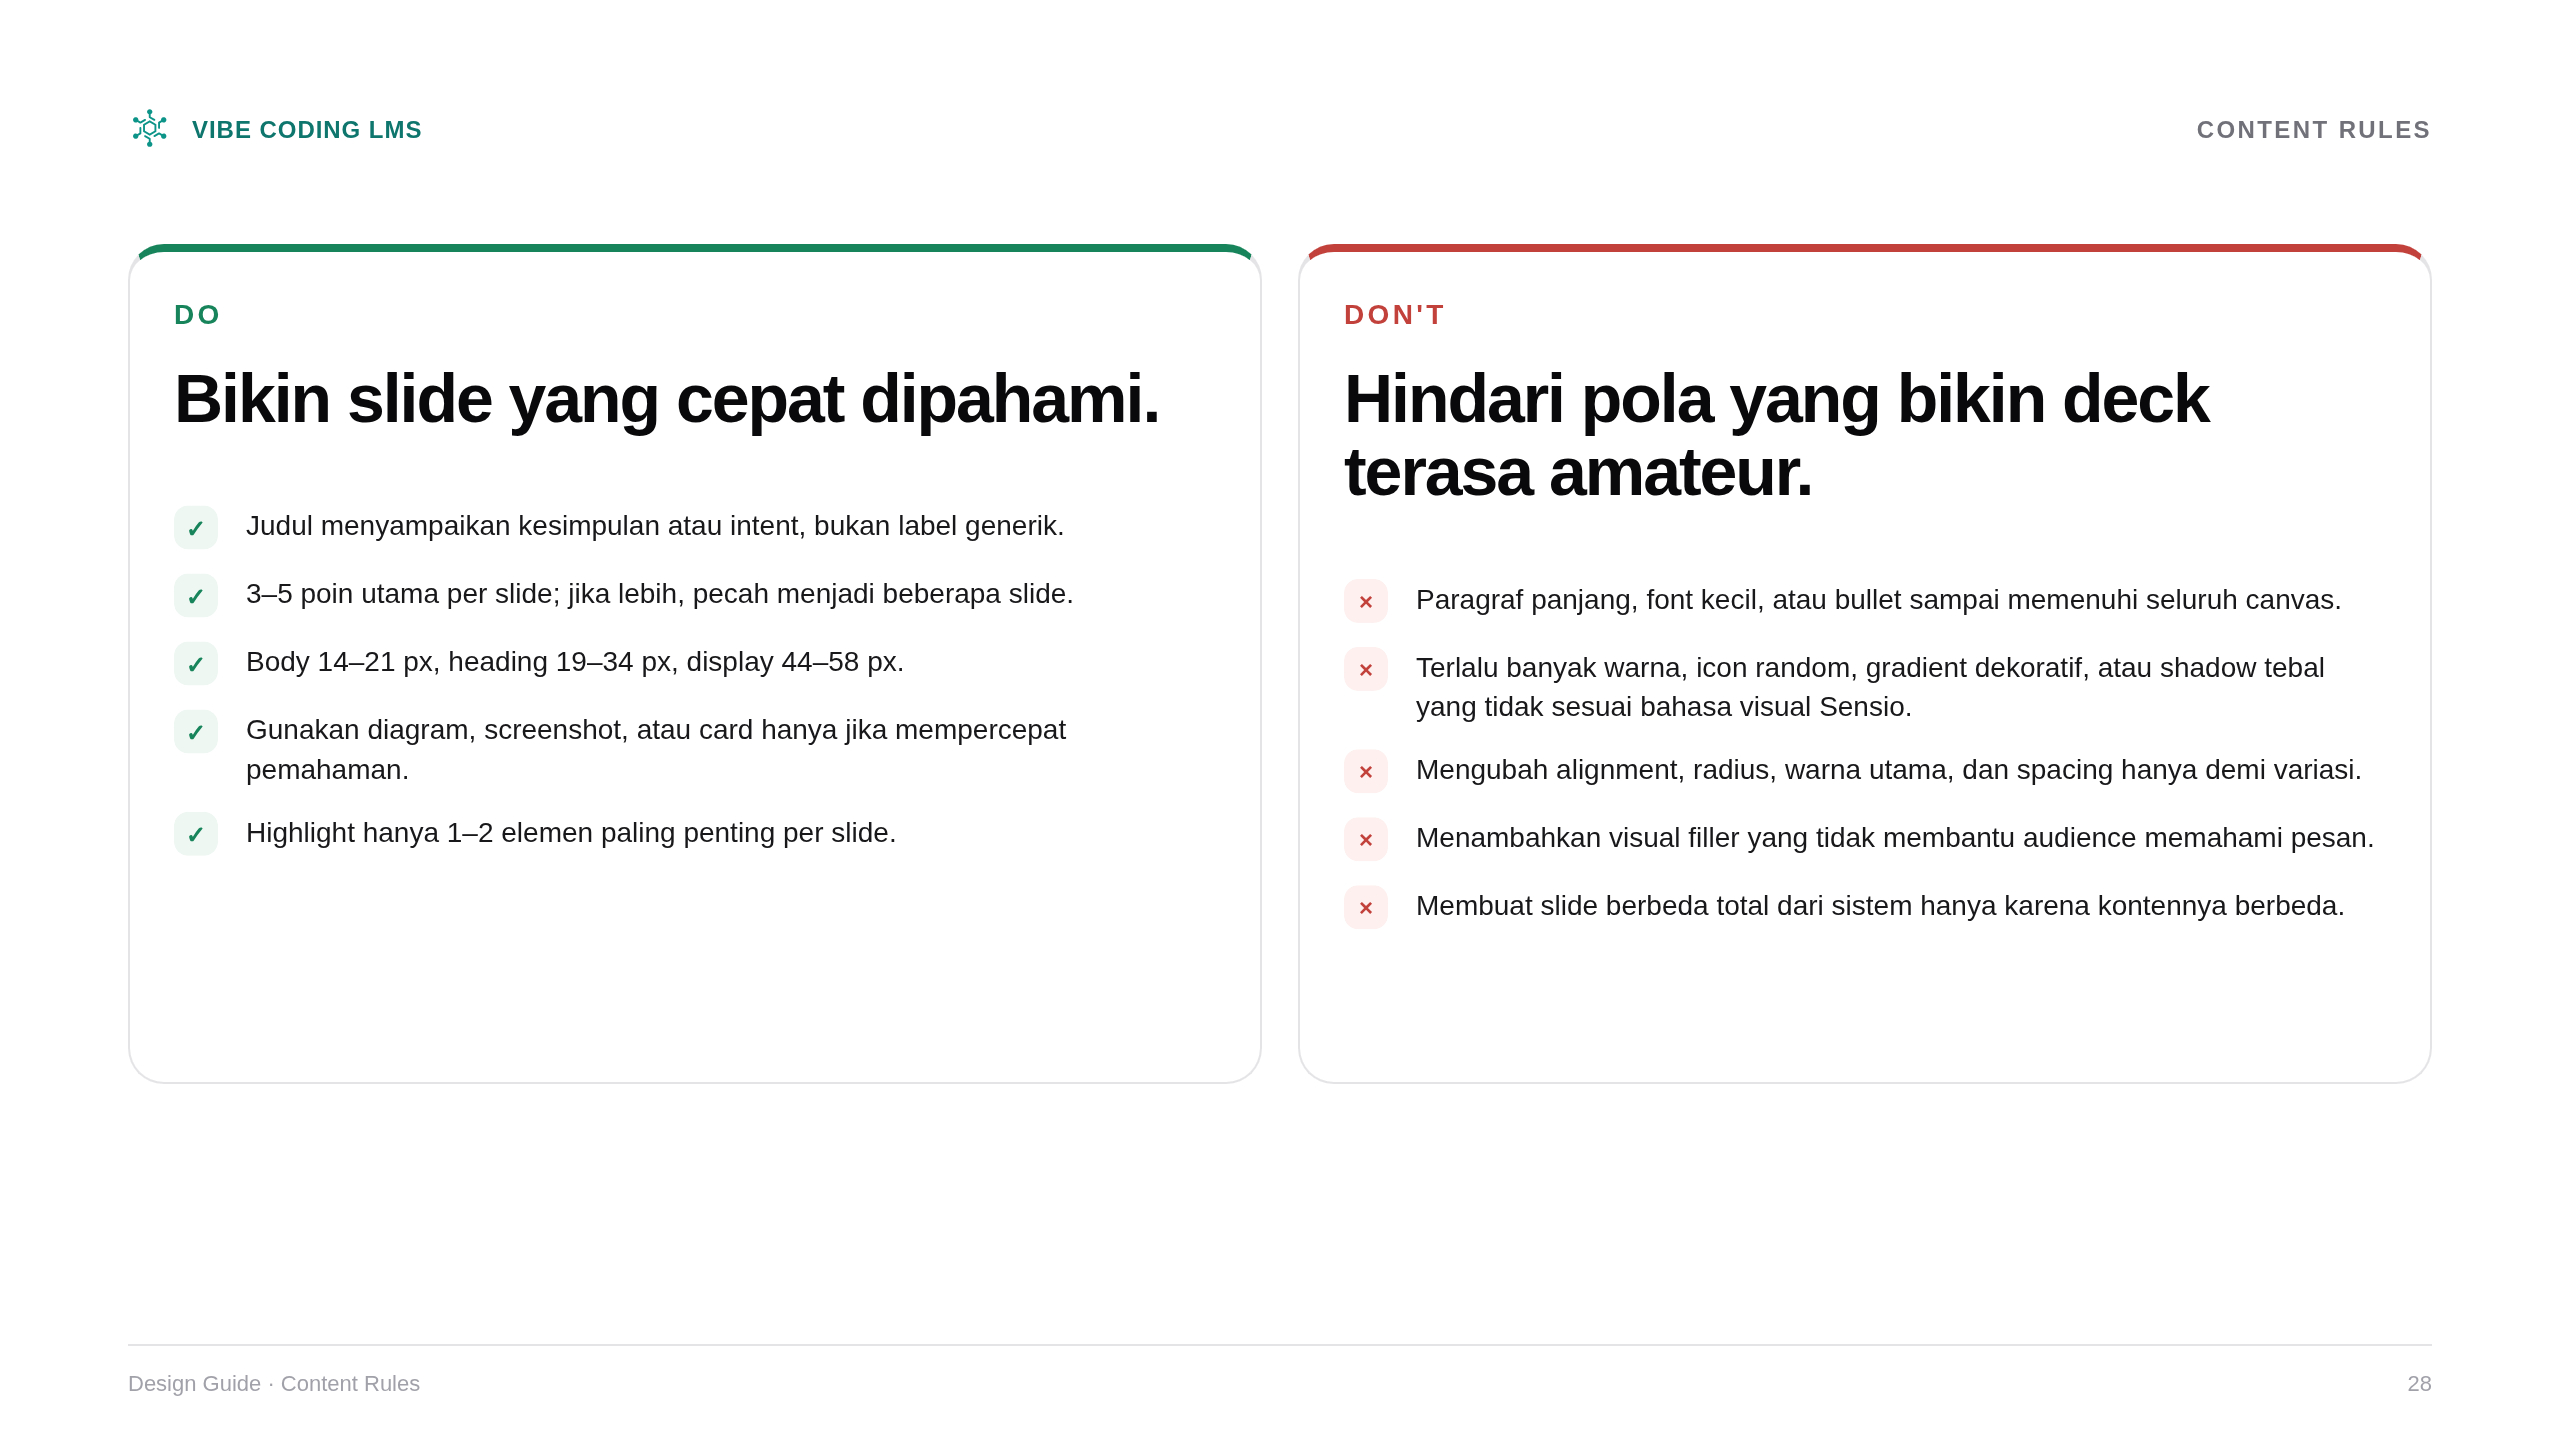 VIBE CODING LMS
CONTENT RULES
DO
Bikin slide yang cepat dipahami.
✓ Judul menyampaikan kesimpulan atau intent, bukan label generik.
✓ 3–5 poin utama per slide; jika lebih, pecah menjadi beberapa slide.
✓ Body 14–21 px, heading 19–34 px, display 44–58 px.
✓ Gunakan diagram, screenshot, atau card hanya jika mempercepat
pemahaman.
✓ Highlight hanya 1–2 elemen paling penting per slide.
DON'T
Hindari pola yang bikin deck
terasa amateur.
× Paragraf panjang, font kecil, atau bullet sampai memenuhi seluruh canvas.
× Terlalu banyak warna, icon random, gradient dekoratif, atau shadow tebal
yang tidak sesuai bahasa visual Sensio.
× Mengubah alignment, radius, warna utama, dan spacing hanya demi variasi.
× Menambahkan visual filler yang tidak membantu audience memahami pesan.
× Membuat slide berbeda total dari sistem hanya karena kontennya berbeda.
Design Guide · Content Rules
28